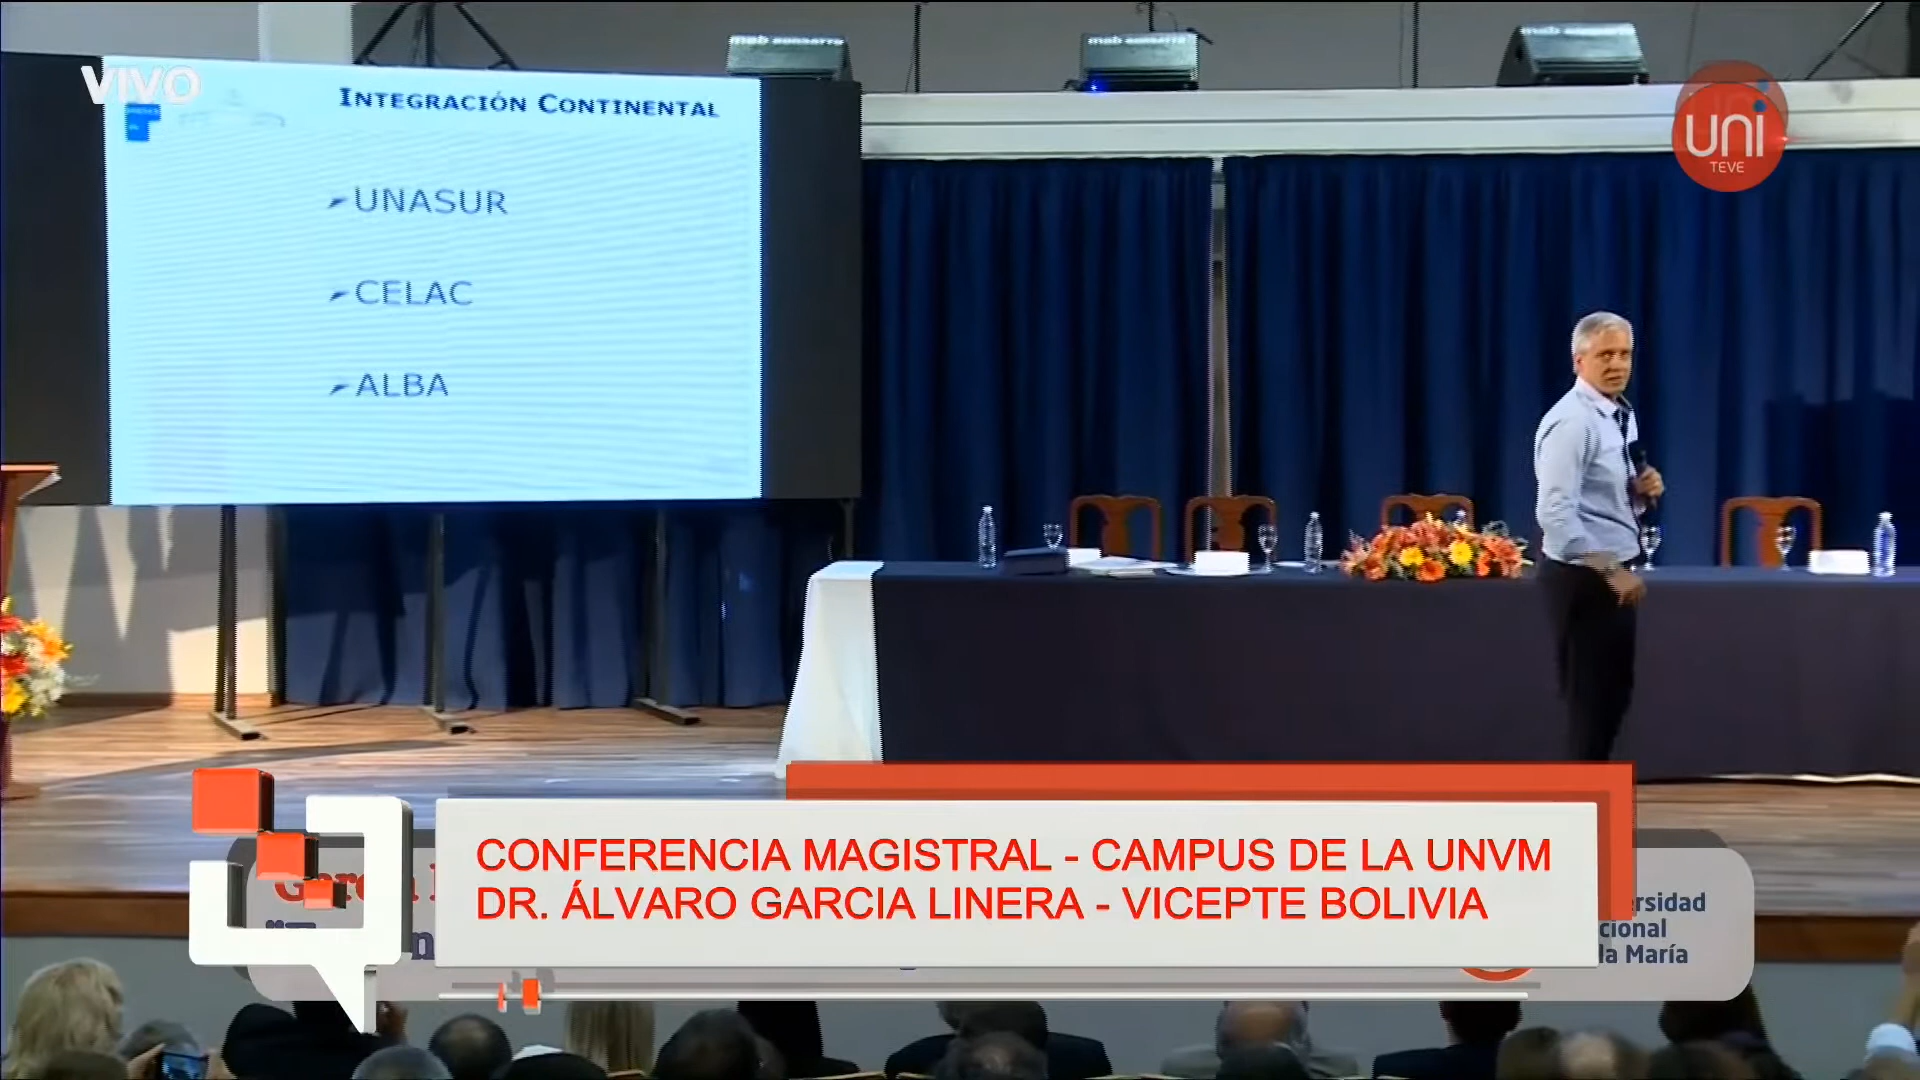 VIVO
INTEGRACIÓN CONTINENTAL
UNASUR
CELAC
ALBA
UNI
TEVE
CONFERENCIA MAGISTRAL - CAMPUS DE LA UNVM
DR. ÁLVARO GARCIA LINERA - VICEPTE BOLIVIA
ersidad
cional
la María